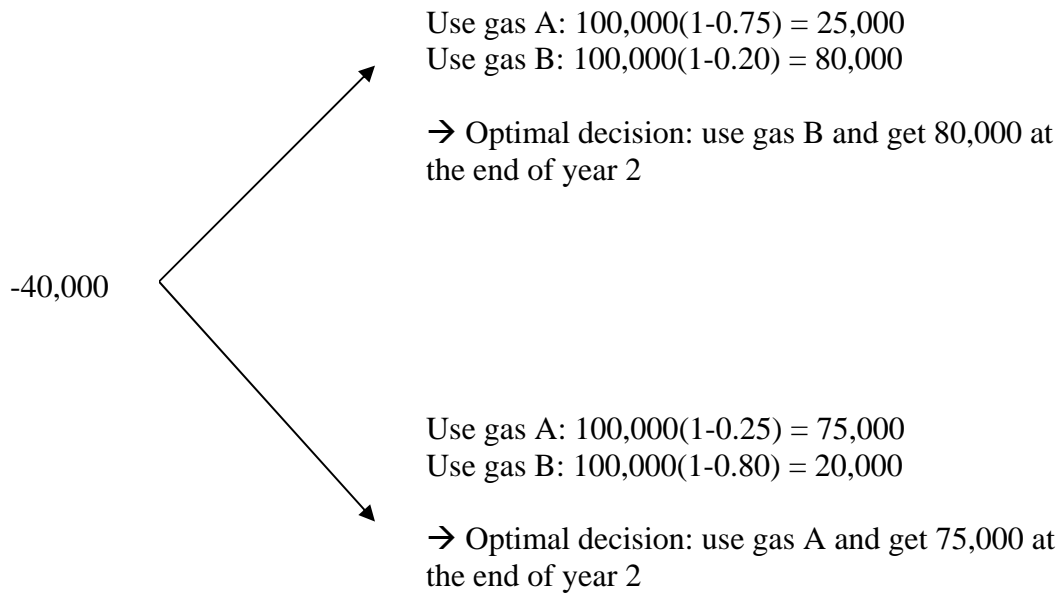 Use gas A: 100,000(1-0.75) = 25,000
Use gas B: 100,000(1-0.20) = 80,000
→ Optimal decision: use gas B and get 80,000 at
the end of year 2
-40,000
Use gas A: 100,000(1-0.25) = 75,000
Use gas B: 100,000(1-0.80) = 20,000
→ Optimal decision: use gas A and get 75,000 at
the end of year 2